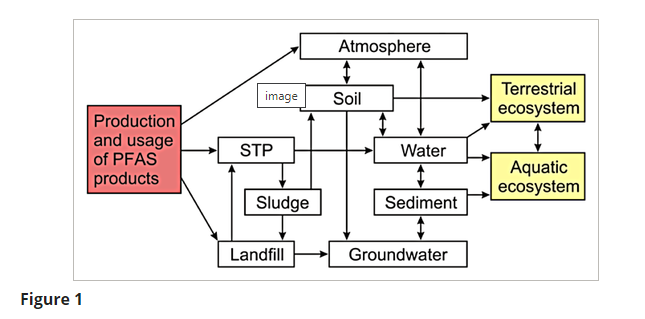 Atmosphere
image
Soil
Terrestrial
ecosystem
Production
and usage
of PFAS
products
STP
Water
Aquatic
ecosystem
Sludge
Sediment
Landfill
Groundwater
Figure 1